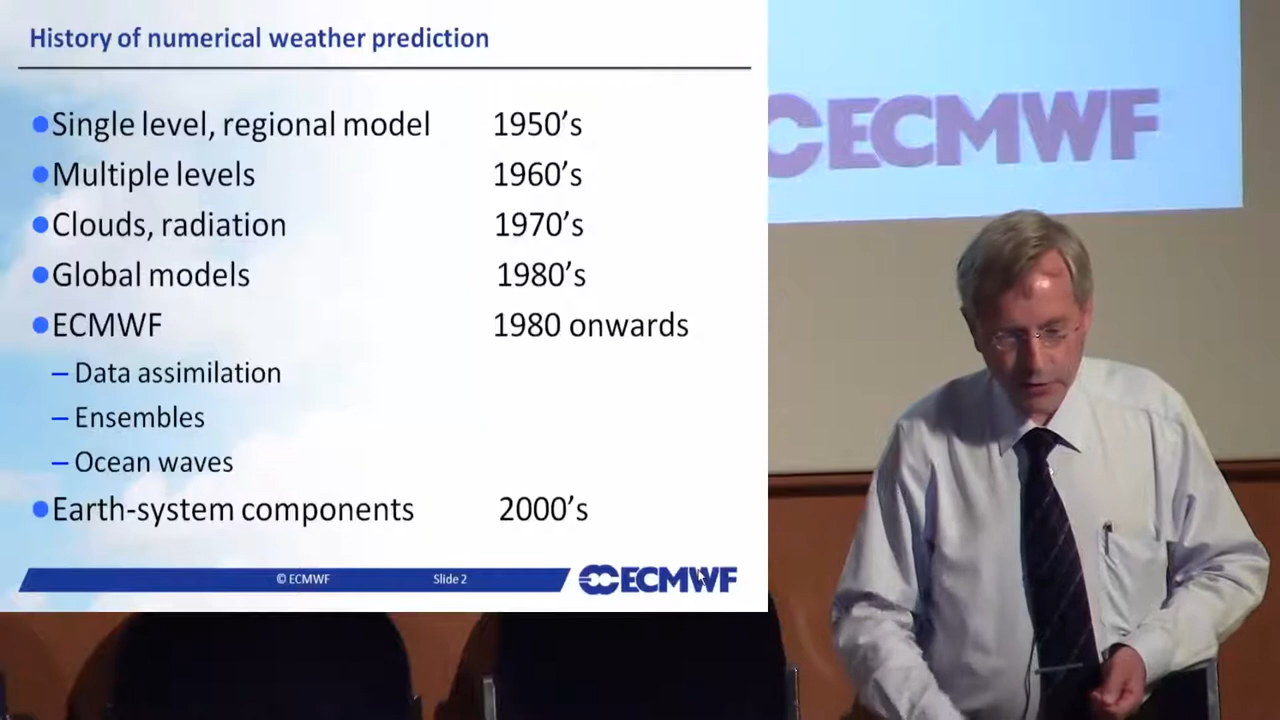 History of numerical weather prediction
Single level, regional model 1950's
Multiple levels 1960's
Clouds, radiation 1970's
Global models 1980's
ECMWF 1980 onwards
– Data assimilation
– Ensembles
– Ocean waves
Earth-system components 2000's
© ECMWF Slide 2 ECMWF
ECMWF